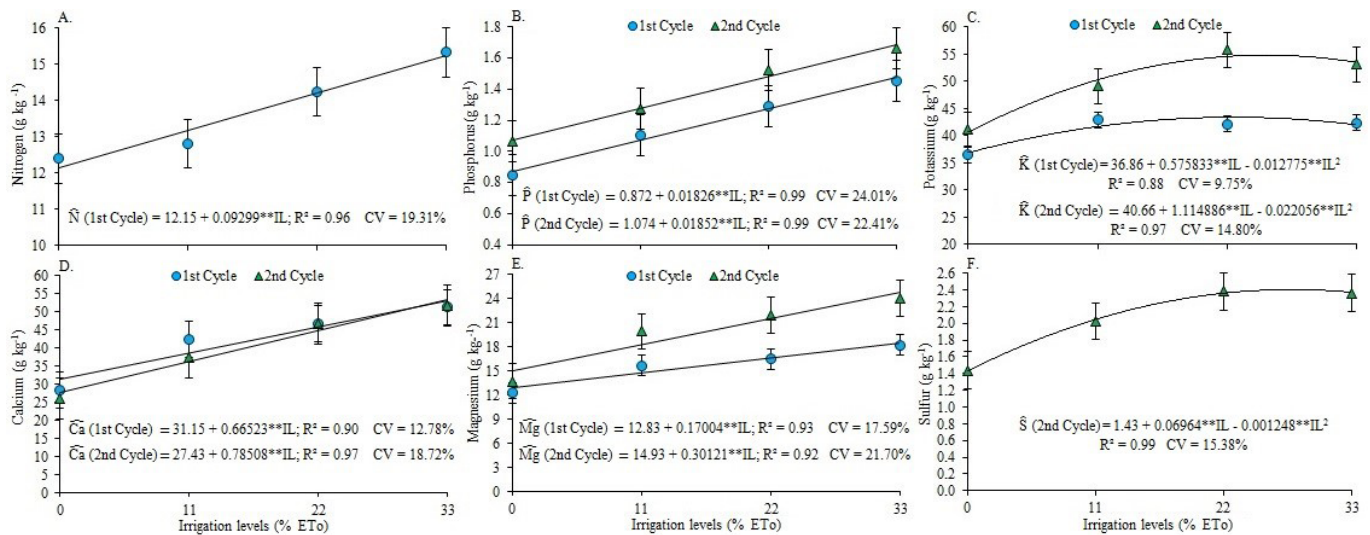 A.
16
15
14
13
12
11
10
Nitrogen (g kg⁻¹)
N̂ (1st Cycle) = 12.15 + 0.09299**IL; R² = 0.96 CV = 19.31%
B.
1st Cycle 2nd Cycle
1.8
1.6
1.4
1.2
1.0
0.8
0.6
0.4
Phosphorus (g kg⁻¹)
P̂ (1st Cycle) = 0.872 + 0.01826**IL; R² = 0.99 CV = 24.01%
P̂ (2nd Cycle) = 1.074 + 0.01852**IL; R² = 0.99 CV = 22.41%
C.
1st Cycle 2nd Cycle
60
55
50
45
40
35
30
25
20
Potassium (g kg⁻¹)
K̂ (1st Cycle) = 36.86 + 0.575833**IL - 0.012775**IL²
R² = 0.88 CV = 9.75%
K̂ (2nd Cycle) = 40.66 + 1.114886**IL - 0.022056**IL²
R² = 0.97 CV = 14.80%
D.
1st Cycle 2nd Cycle
60
55
50
45
40
35
30
25
20
15
10
5
0
Calcium (g kg⁻¹)
Ĉa (1st Cycle) = 31.15 + 0.66523**IL; R² = 0.90 CV = 12.78%
Ĉa (2nd Cycle) = 27.43 + 0.78508**IL; R² = 0.97 CV = 18.72%
0 11 22 33
Irrigation levels (% ETo)
E.
1st Cycle 2nd Cycle
27
24
21
18
15
12
9
6
3
0
Magnesium (g kg⁻¹)
M̂g (1st Cycle) = 12.83 + 0.17004**IL; R² = 0.93 CV = 17.59%
M̂g (2nd Cycle) = 14.93 + 0.30121**IL; R² = 0.92 CV = 21.70%
0 11 22 33
Irrigation levels (% ETo)
F.
2.6
2.4
2.2
2.0
1.8
1.6
1.4
1.2
1.0
0.8
0.6
0.4
0.2
0.0
Sulfur (g kg⁻¹)
Ŝ (2nd Cycle) = 1.43 + 0.06964**IL - 0.001248**IL²
R² = 0.99 CV = 15.38%
0 11 22 33
Irrigation levels (% ETo)